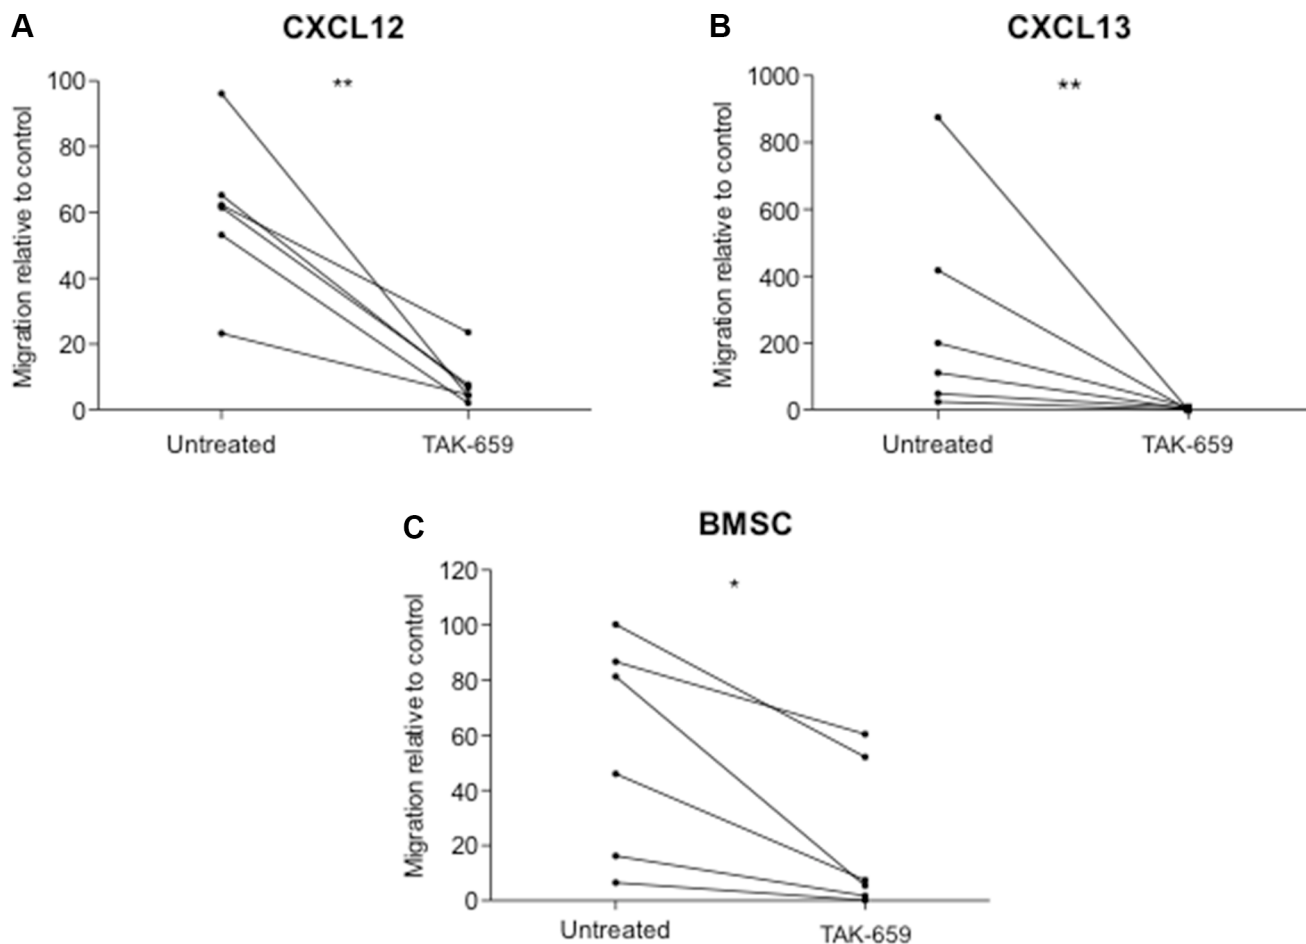 A
CXCL12
**
Migration relative to control
100
80
60
40
20
0
Untreated
TAK-659
B
CXCL13
**
Migration relative to control
1000
800
600
400
200
0
Untreated
TAK-659
C
BMSC
*
Migration relative to control
120
100
80
60
40
20
0
Untreated
TAK-659